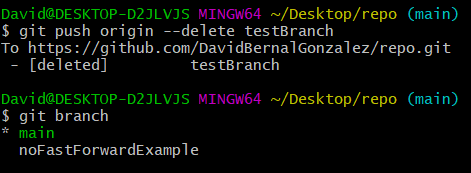 David@DESKTOP-D2JLVJS MINGW64 ~/Desktop/repo (main)
$ git push origin --delete testBranch
To https://github.com/DavidBernalGonzalez/repo.git
 - [deleted]         testBranch
David@DESKTOP-D2JLVJS MINGW64 ~/Desktop/repo (main)
$ git branch
* main
  noFastForwardExample